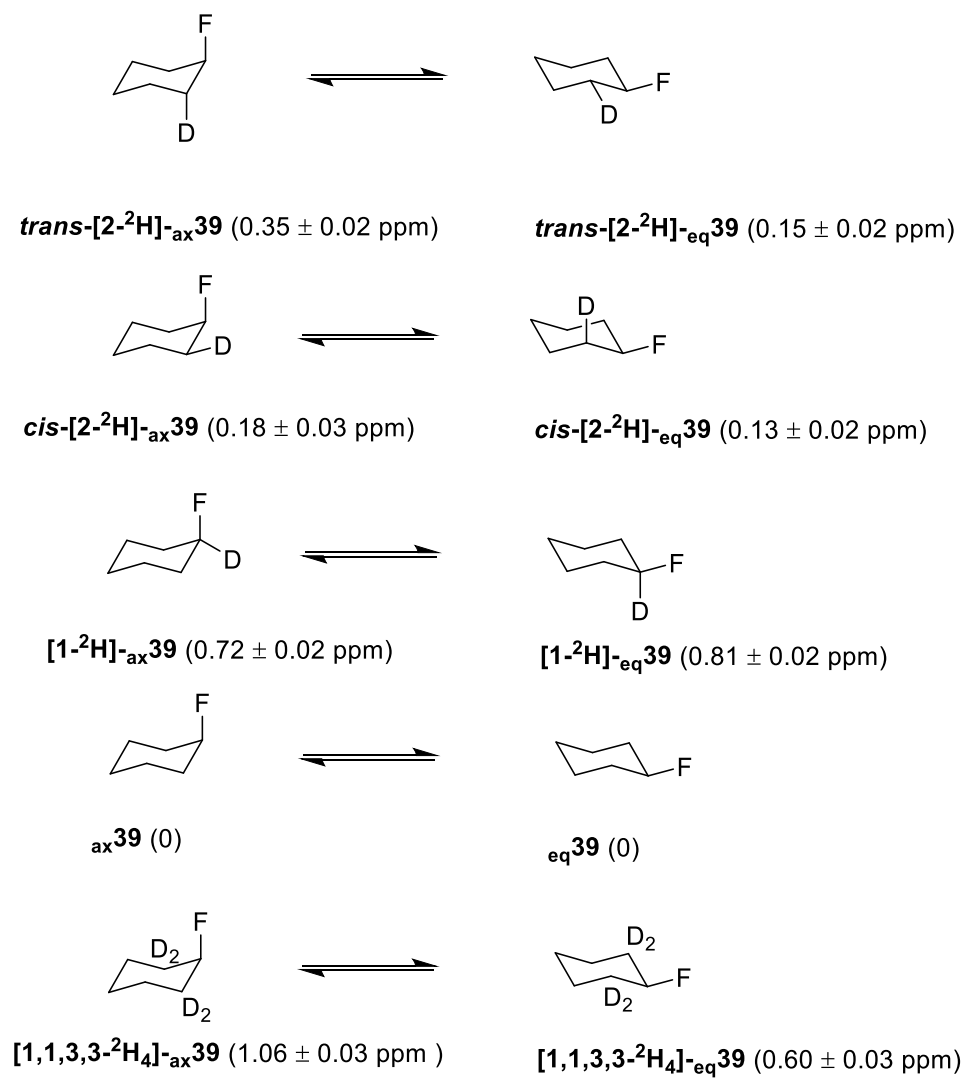 F
D
F
D
trans-[2-²H]-ax39 (0.35 ± 0.02 ppm)
trans-[2-²H]-eq39 (0.15 ± 0.02 ppm)
F
D
D
F
cis-[2-²H]-ax39 (0.18 ± 0.03 ppm)
cis-[2-²H]-eq39 (0.13 ± 0.02 ppm)
F
D
F
D
[1-²H]-ax39 (0.72 ± 0.02 ppm)
[1-²H]-eq39 (0.81 ± 0.02 ppm)
F
F
ax39 (0)
eq39 (0)
F
D₂
D₂
D₂
F
D₂
[1,1,3,3-²H₄]-ax39 (1.06 ± 0.03 ppm )
[1,1,3,3-²H₄]-eq39 (0.60 ± 0.03 ppm)